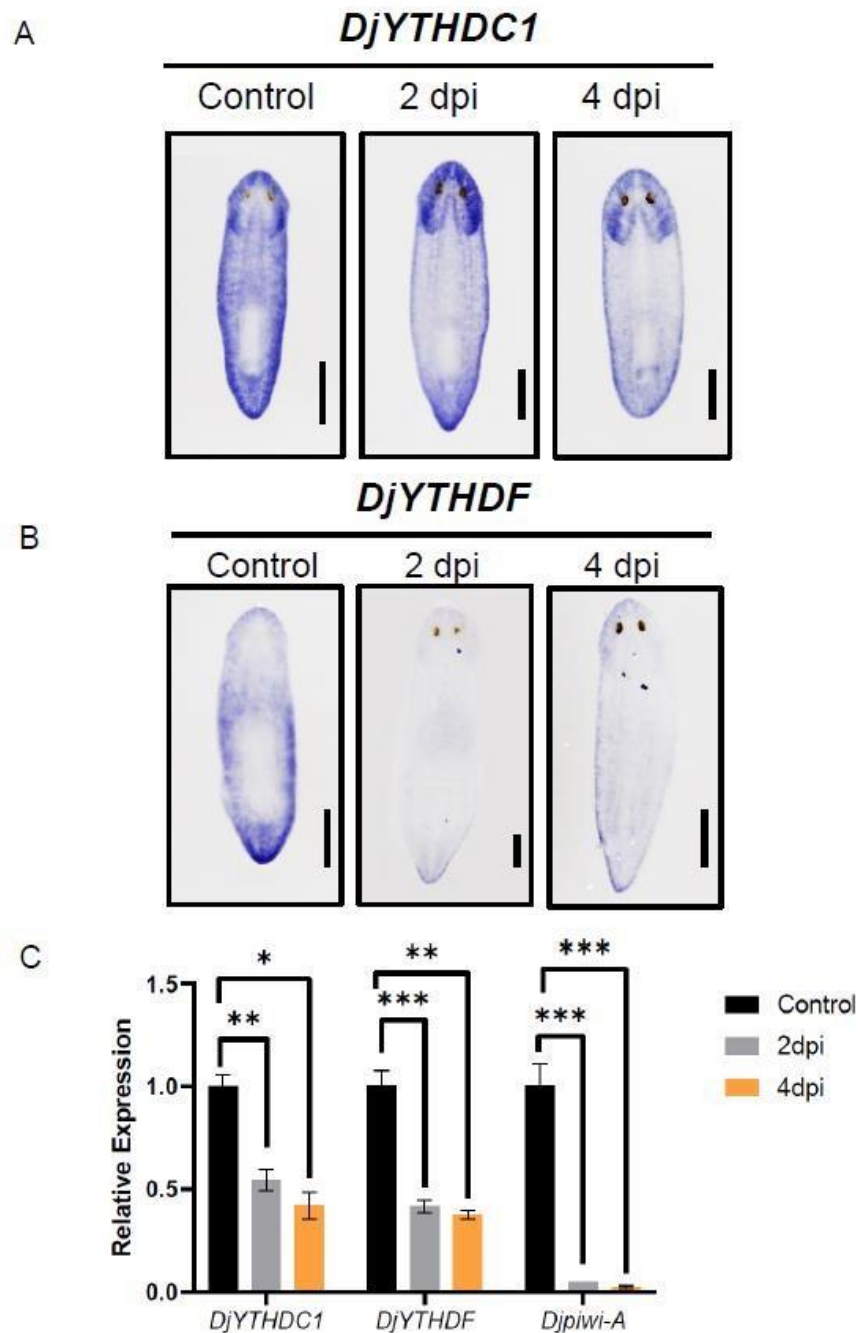 A
DjYTHDC1
Control 2 dpi 4 dpi
DjYTHDF
B
Control 2 dpi 4 dpi
C
* ** ***
** *** ***
1.5
1.0
0.5
0.0
Relative Expression
Control
2dpi
4dpi
DjYTHDC1 DjYTHDF Djpiwi-A